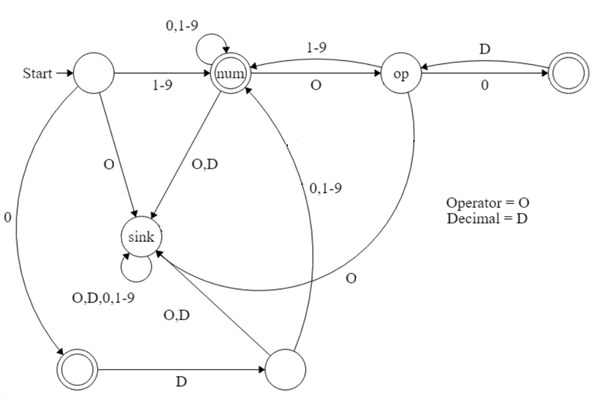 0,1-9
1-9
D
Start
num
op
1-9
O
0
O
O,D
0,1-9
Operator = O
Decimal = D
0
sink
O
O,D,0,1-9
O,D
D